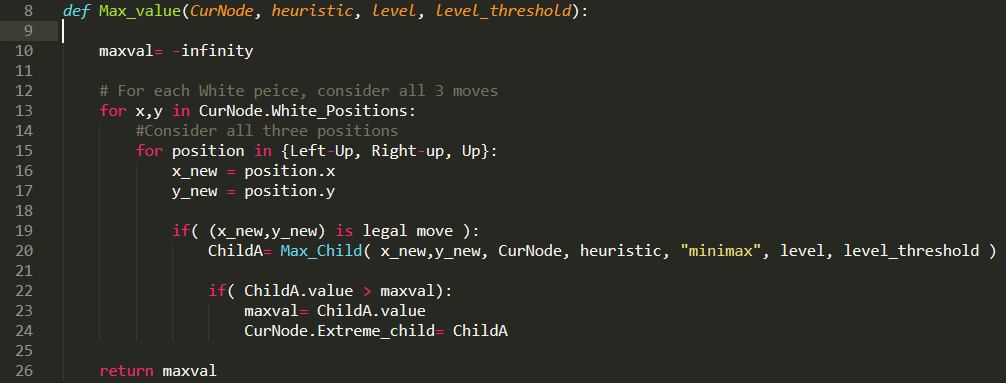 8 def Max_value(CurNode, heuristic, level, level_threshold):
9
10 maxval= -infinity
11
12 # For each White peice, consider all 3 moves
13 for x,y in CurNode.White_Positions:
14 #Consider all three positions
15 for position in {Left-Up, Right-up, Up}:
16 x_new = position.x
17 y_new = position.y
18
19 if( (x_new,y_new) is legal move ):
20 ChildA= Max_Child( x_new,y_new, CurNode, heuristic, "minimax", level, level_threshold )
21
22 if( ChildA.value > maxval):
23 maxval= ChildA.value
24 CurNode.Extreme_child= ChildA
25
26 return maxval